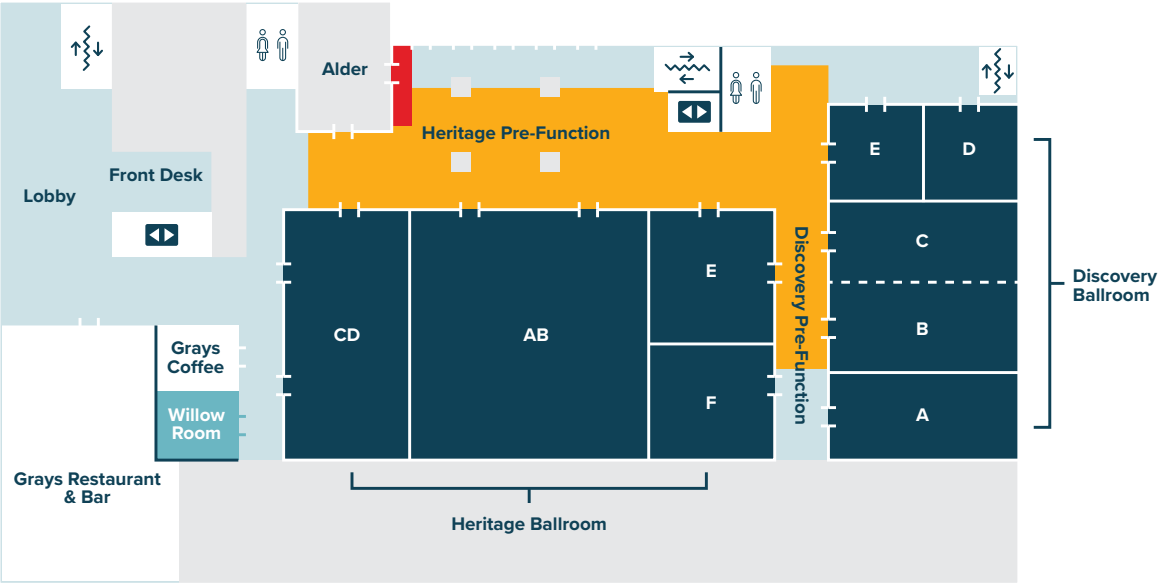 Alder
Heritage Pre-Function
Lobby
Front Desk
E
D
C
B
A
Discovery Pre-Function
Discovery
Ballroom
CD
AB
E
F
Grays
Coffee
Willow
Room
Grays Restaurant
& Bar
Heritage Ballroom